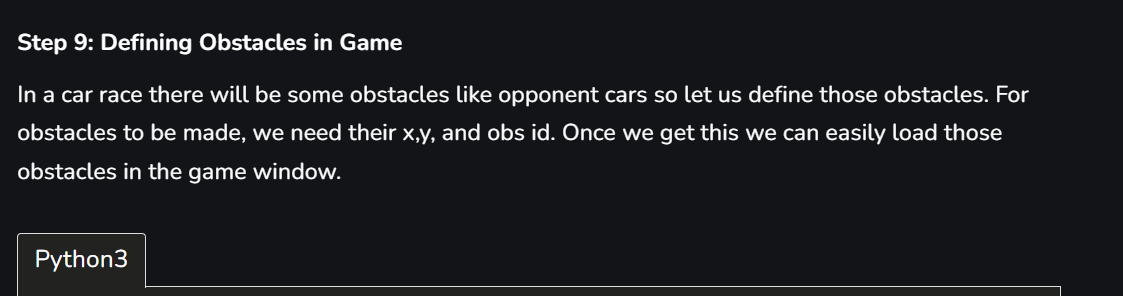 Step 9: Defining Obstacles in Game
In a car race there will be some obstacles like opponent cars so let us define those obstacles. For
obstacles to be made, we need their x,y, and obs id. Once we get this we can easily load those
obstacles in the game window.
Python3